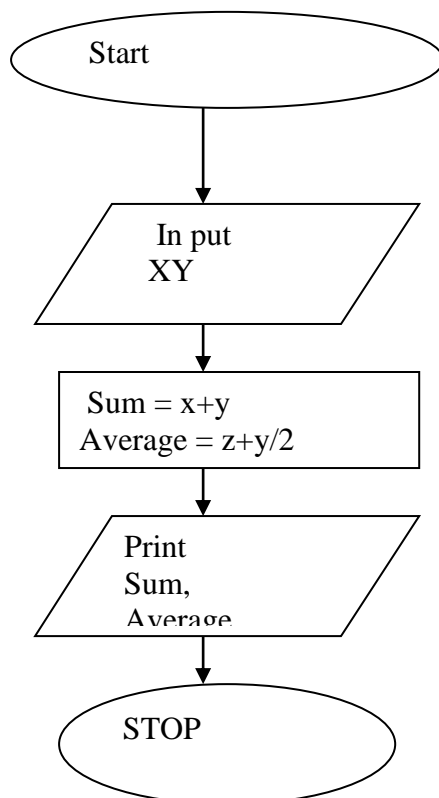 Start
In put
XY
Sum = x+y
Average = z+y/2
Print
Sum,
Average
STOP